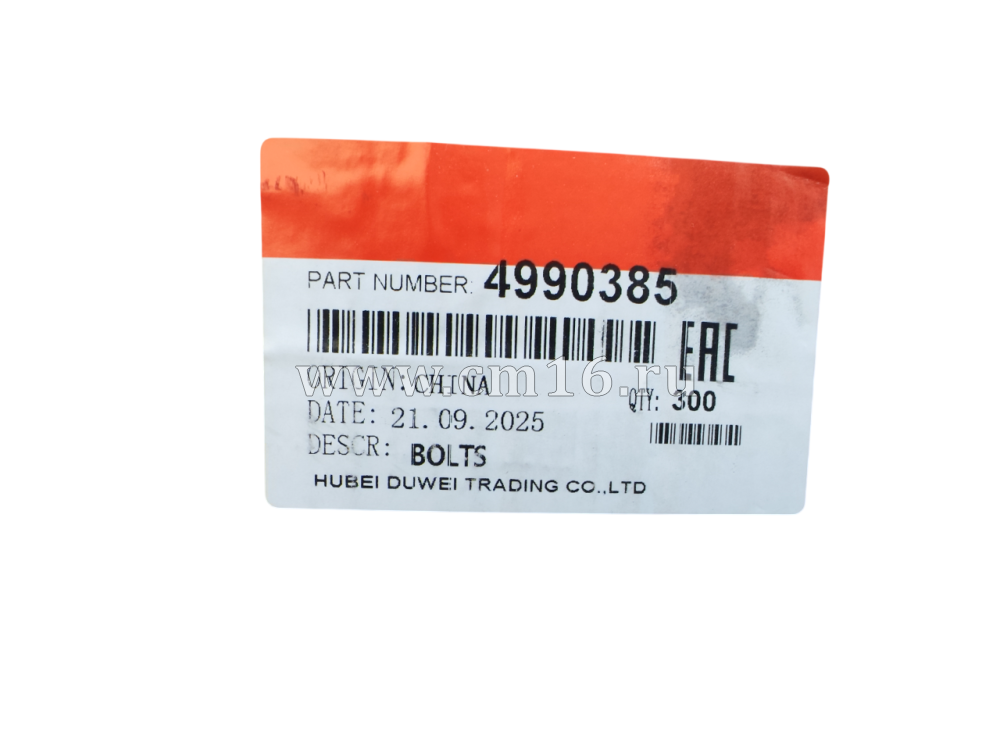 PART NUMBER: 4990385
EAC
ORIGIN: CHINA
www.cm16.ru
QTY: 300
DATE: 21.09.2025
DESCR: BOLTS
HUBEI DUWEI TRADING CO.,LTD